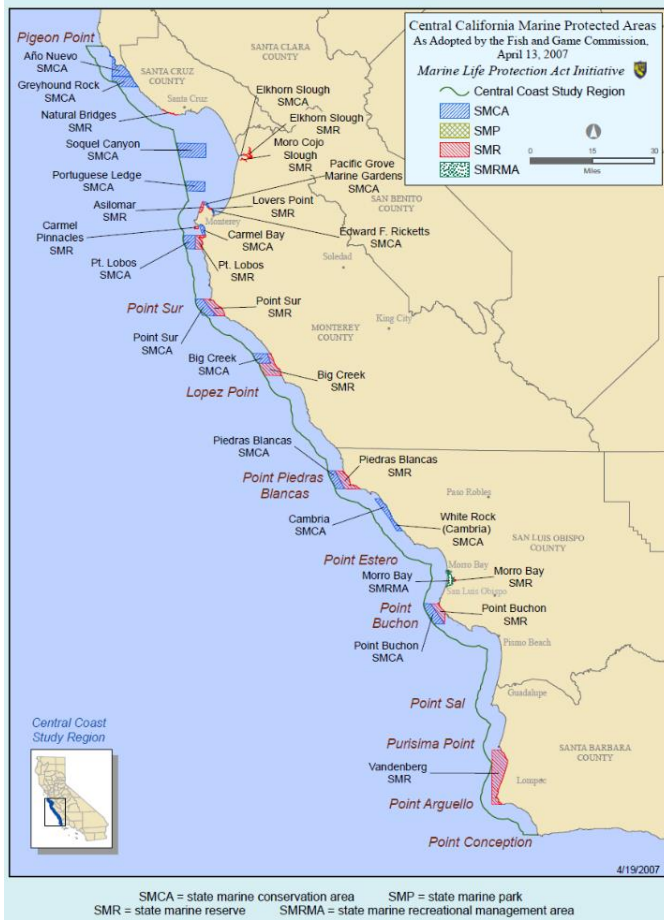 Central California Marine Protected Areas
As Adopted by the Fish and Game Commission,
April 13, 2007
Marine Life Protection Act Initiative
Central Coast Study Region
SMCA
SMP
SMR
SMRMA
0
15
30
Miles
Pigeon Point
SANTA CLARA
COUNTY
Año Nuevo
SMCA
SANTA CRUZ
COUNTY
Greyhound Rock
SMCA
Santa Cruz
Elkhorn Slough
SMCA
Natural Bridges
SMR
Elkhorn Slough
SMR
Soquel Canyon
SMCA
Moro Cojo
Slough
SMR
Pacific Grove
Marine Gardens
SMCA
Portuguese Ledge
SMCA
Asilomar
SMR
Lovers Point
SMR
SAN BENITO
COUNTY
Monterey
Carmel
Pinnacles
SMR
Carmel Bay
SMCA
Edward F. Ricketts
SMCA
Pt. Lobos
SMCA
Pt. Lobos
SMR
Soledad
Point Sur
Point Sur
SMR
King City
MONTEREY
COUNTY
Point Sur
SMCA
Big Creek
SMCA
Big Creek
SMR
Lopez Point
Piedras Blancas
SMCA
Piedras Blancas
SMR
Point Piedras
Blancas
Paso Robles
Cambria
SMCA
White Rock
(Cambria)
SMCA
SAN LUIS OBISPO
COUNTY
Point Estero
Morro Bay
Morro Bay
SMRMA
Morro Bay
SMR
San Luis Obispo
Point
Buchon
Point Buchon
SMR
Point Buchon
SMCA
Pismo Beach
Point Sal
Guadalupe
Central Coast
Study Region
Purisima Point
SANTA BARBARA
COUNTY
Vandenberg
SMR
Lompoc
Point Arguello
Point Conception
4/19/2007
SMCA = state marine conservation area SMP = state marine park
SMR = state marine reserve SMRMA = state marine recreational management area